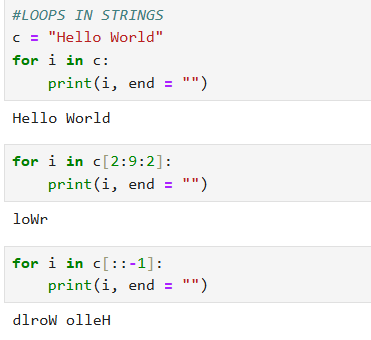 #LOOPS IN STRINGS
c = "Hello World"
for i in c:
    print(i, end = "")
Hello World
for i in c[2:9:2]:
    print(i, end = "")
loWr
for i in c[::-1]:
    print(i, end = "")
dlroW olleH